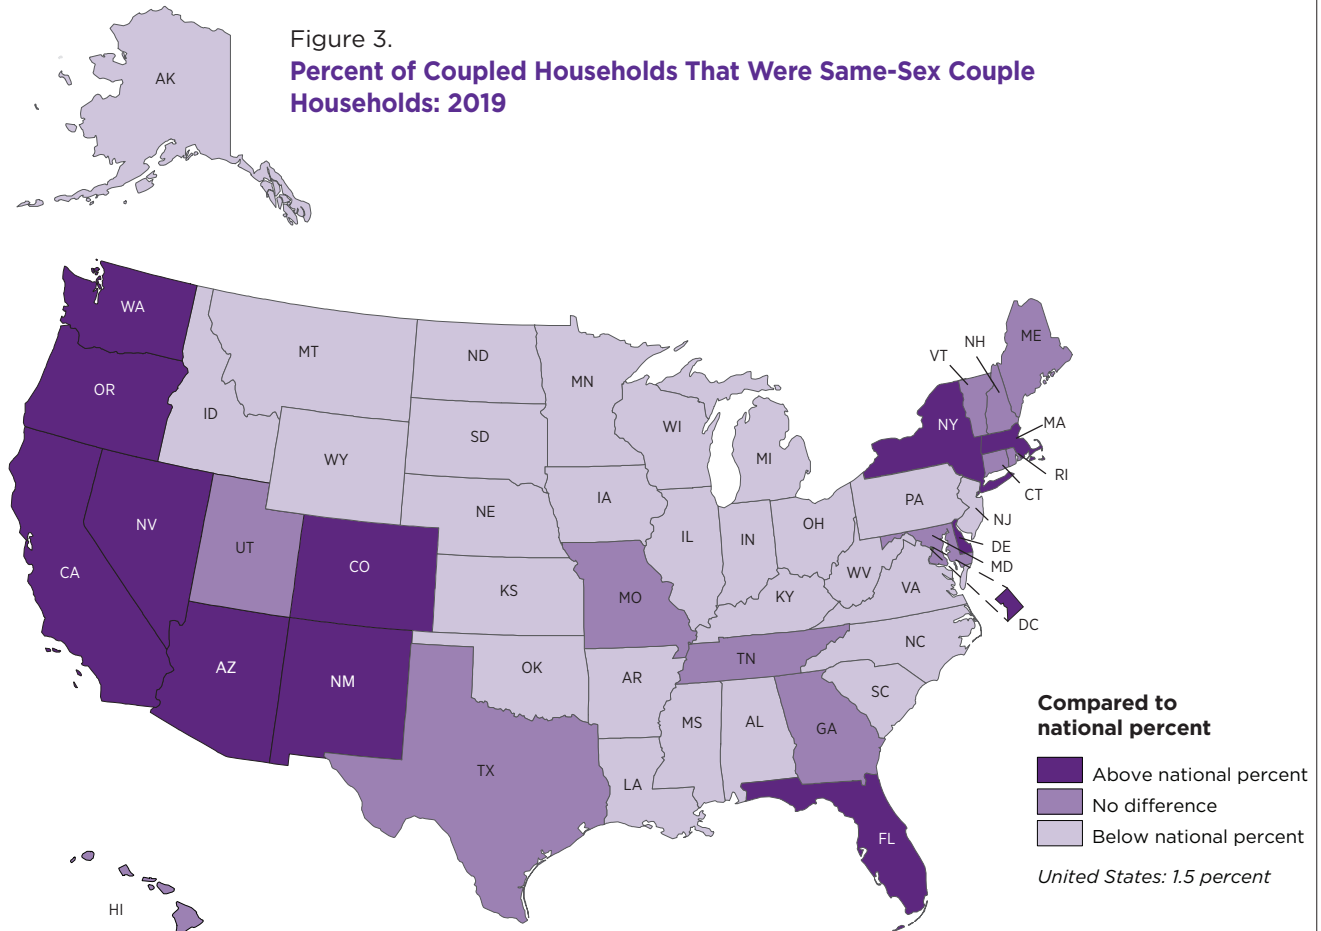 Figure 3.
Percent of Coupled Households That Were Same-Sex Couple
Households: 2019
AK
WA
MT
ND
MN
OR
ID
SD
WI
WY
MI
NY
ME
NH
VT
MA
RI
CT
NJ
DE
MD
DC
NV
UT
CO
CA
NE
IA
IL
IN
OH
PA
KS
MO
WV
VA
KY
AZ
NM
OK
AR
TN
NC
SC
MS
AL
GA
TX
LA
FL
HI
Compared to
national percent
Above national percent
No difference
Below national percent
United States: 1.5 percent